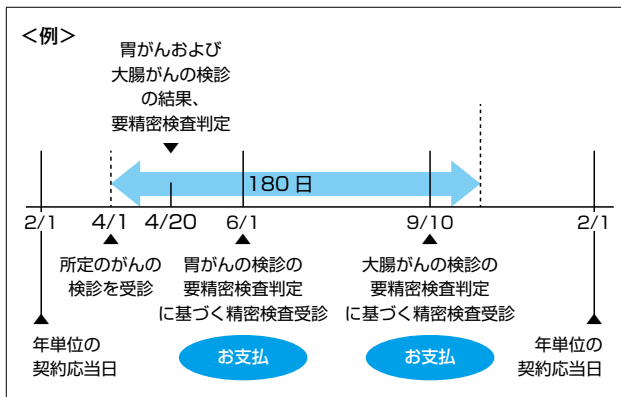 <例>
胃がんおよび
大腸がんの検診
の結果、
要精密検査判定
180日
2/1
4/1
4/20
6/1
9/10
2/1
所定のがんの
検診を受診
胃がんの検診の
要精密検査判定
に基づく精密検査受診
大腸がんの検診の
要精密検査判定
に基づく精密検査受診
年単位の
契約応当日
お支払
お支払
年単位の
契約応当日